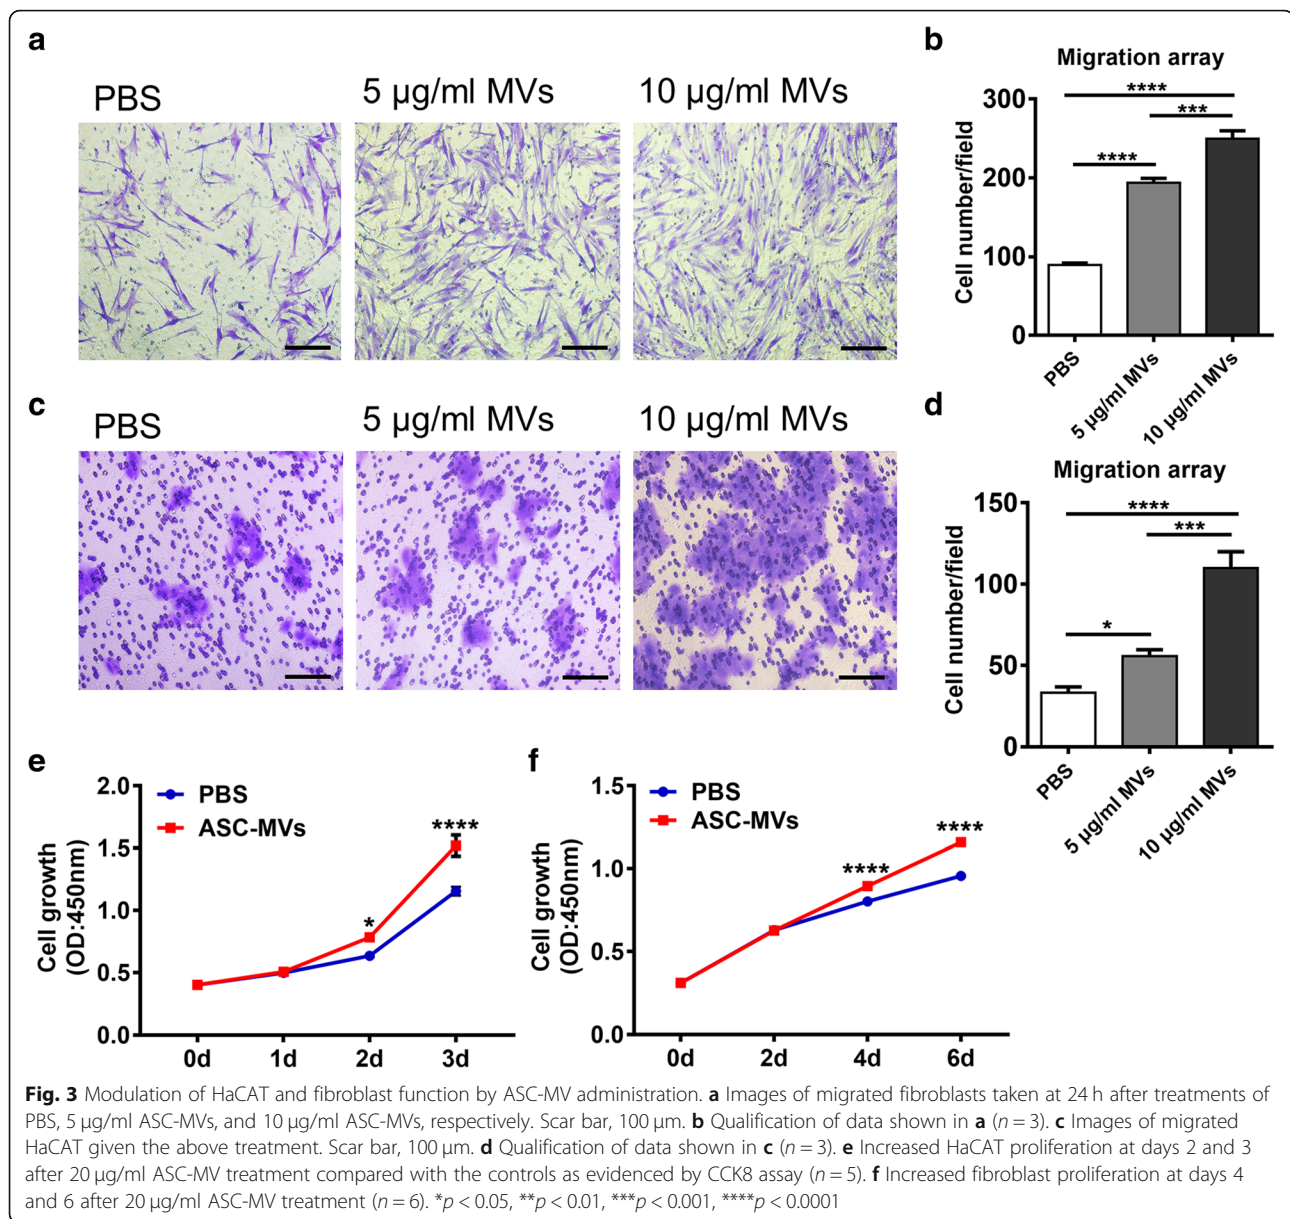 a
PBS
5 µg/ml MVs
10 µg/ml MVs
b
Migration array
****
***
****
300
200
100
0
Cell number/field
PBS
5 µg/ml MVs
10 µg/ml MVs
c
PBS
5 µg/ml MVs
10 µg/ml MVs
d
Migration array
****
***
*
150
100
50
0
Cell number/field
PBS
5 µg/ml MVs
10 µg/ml MVs
e
PBS
ASC-MVs
****
*
2.0
1.5
1.0
0.5
0.0
Cell growth
(OD:450nm)
0d 1d 2d 3d
f
PBS
ASC-MVs
****
****
1.5
1.0
0.5
0.0
Cell growth
(OD:450nm)
0d 2d 4d 6d
Fig. 3 Modulation of HaCAT and fibroblast function by ASC-MV administration. a Images of migrated fibroblasts taken at 24 h after treatments of
PBS, 5 µg/ml ASC-MVs, and 10 µg/ml ASC-MVs, respectively. Scar bar, 100 µm. b Qualification of data shown in a (n = 3). c Images of migrated
HaCAT given the above treatment. Scar bar, 100 µm. d Qualification of data shown in c (n = 3). e Increased HaCAT proliferation at days 2 and 3
after 20 µg/ml ASC-MV treatment compared with the controls as evidenced by CCK8 assay (n = 5). f Increased fibroblast proliferation at days 4
and 6 after 20 µg/ml ASC-MV treatment (n = 6). *p < 0.05, **p < 0.01, ***p < 0.001, ****p < 0.0001